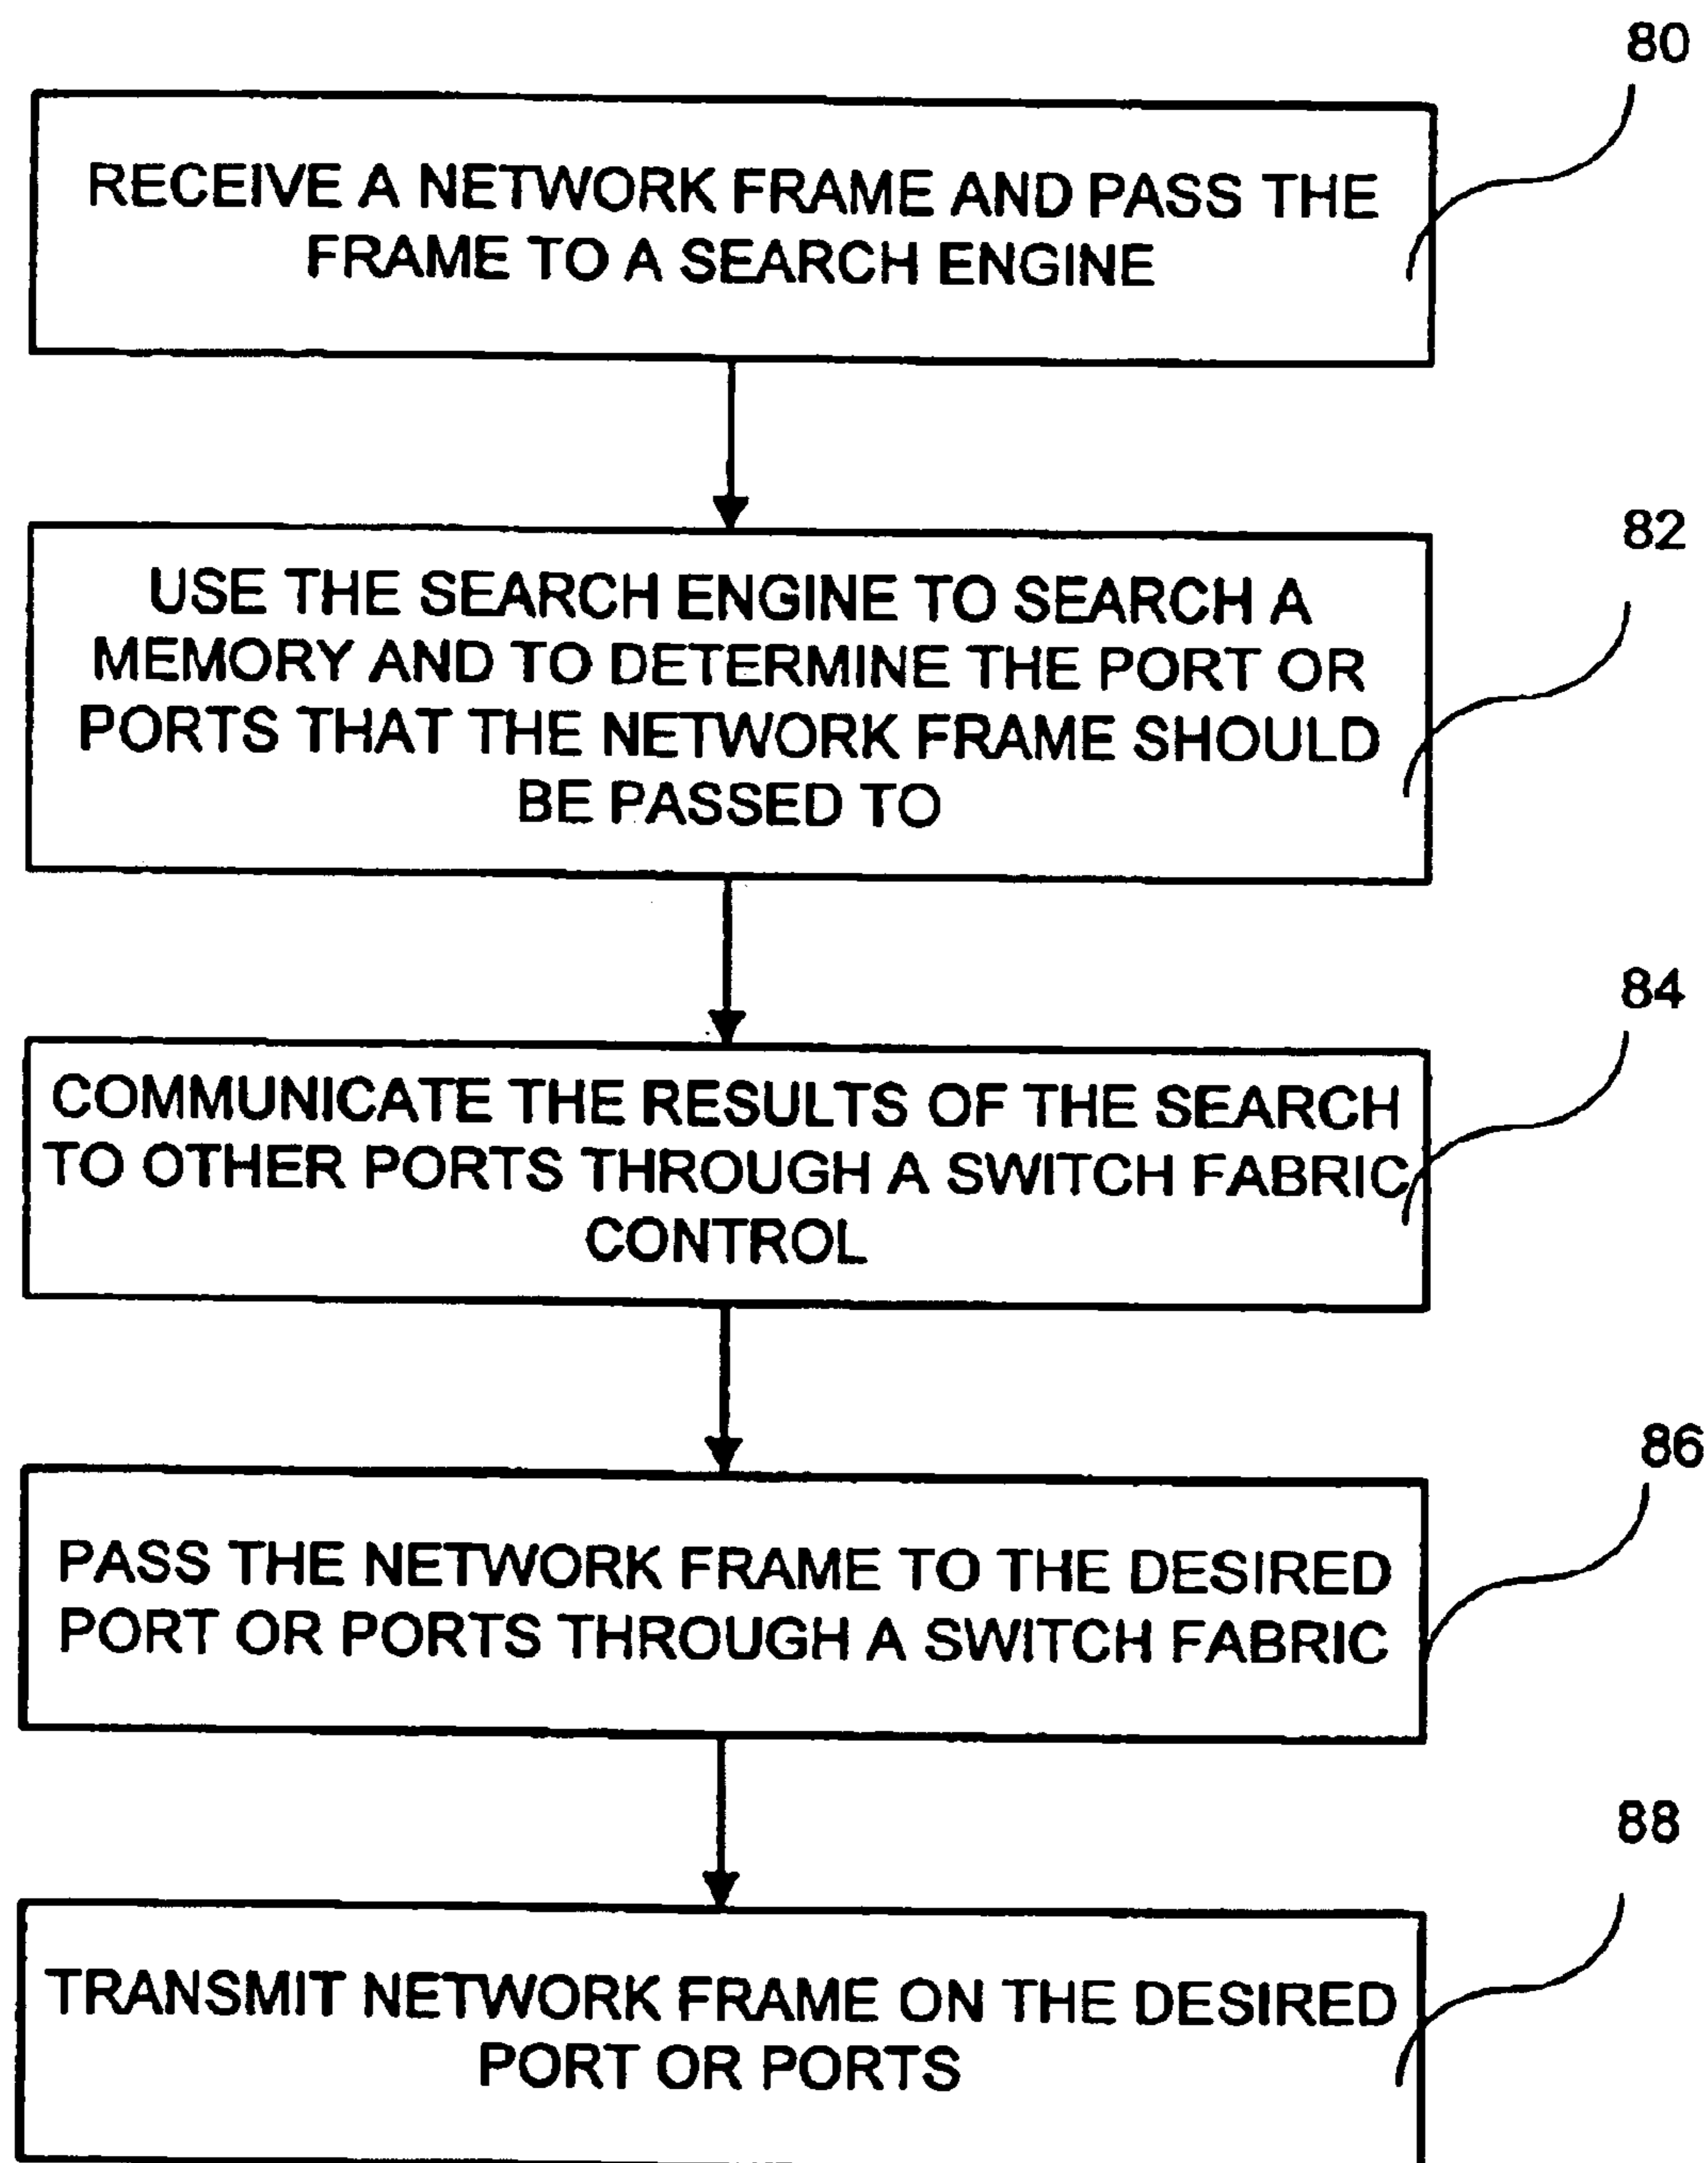 80
RECEIVE A NETWORK FRAME AND PASS THE
FRAME TO A SEARCH ENGINE
82
USE THE SEARCH ENGINE TO SEARCH A
MEMORY AND TO DETERMINE THE PORT OR
PORTS THAT THE NETWORK FRAME SHOULD
BE PASSED TO
84
COMMUNICATE THE RESULTS OF THE SEARCH
TO OTHER PORTS THROUGH A SWITCH FABRIC
CONTROL
86
PASS THE NETWORK FRAME TO THE DESIRED
PORT OR PORTS THROUGH A SWITCH FABRIC
88
TRANSMIT NETWORK FRAME ON THE DESIRED
PORT OR PORTS